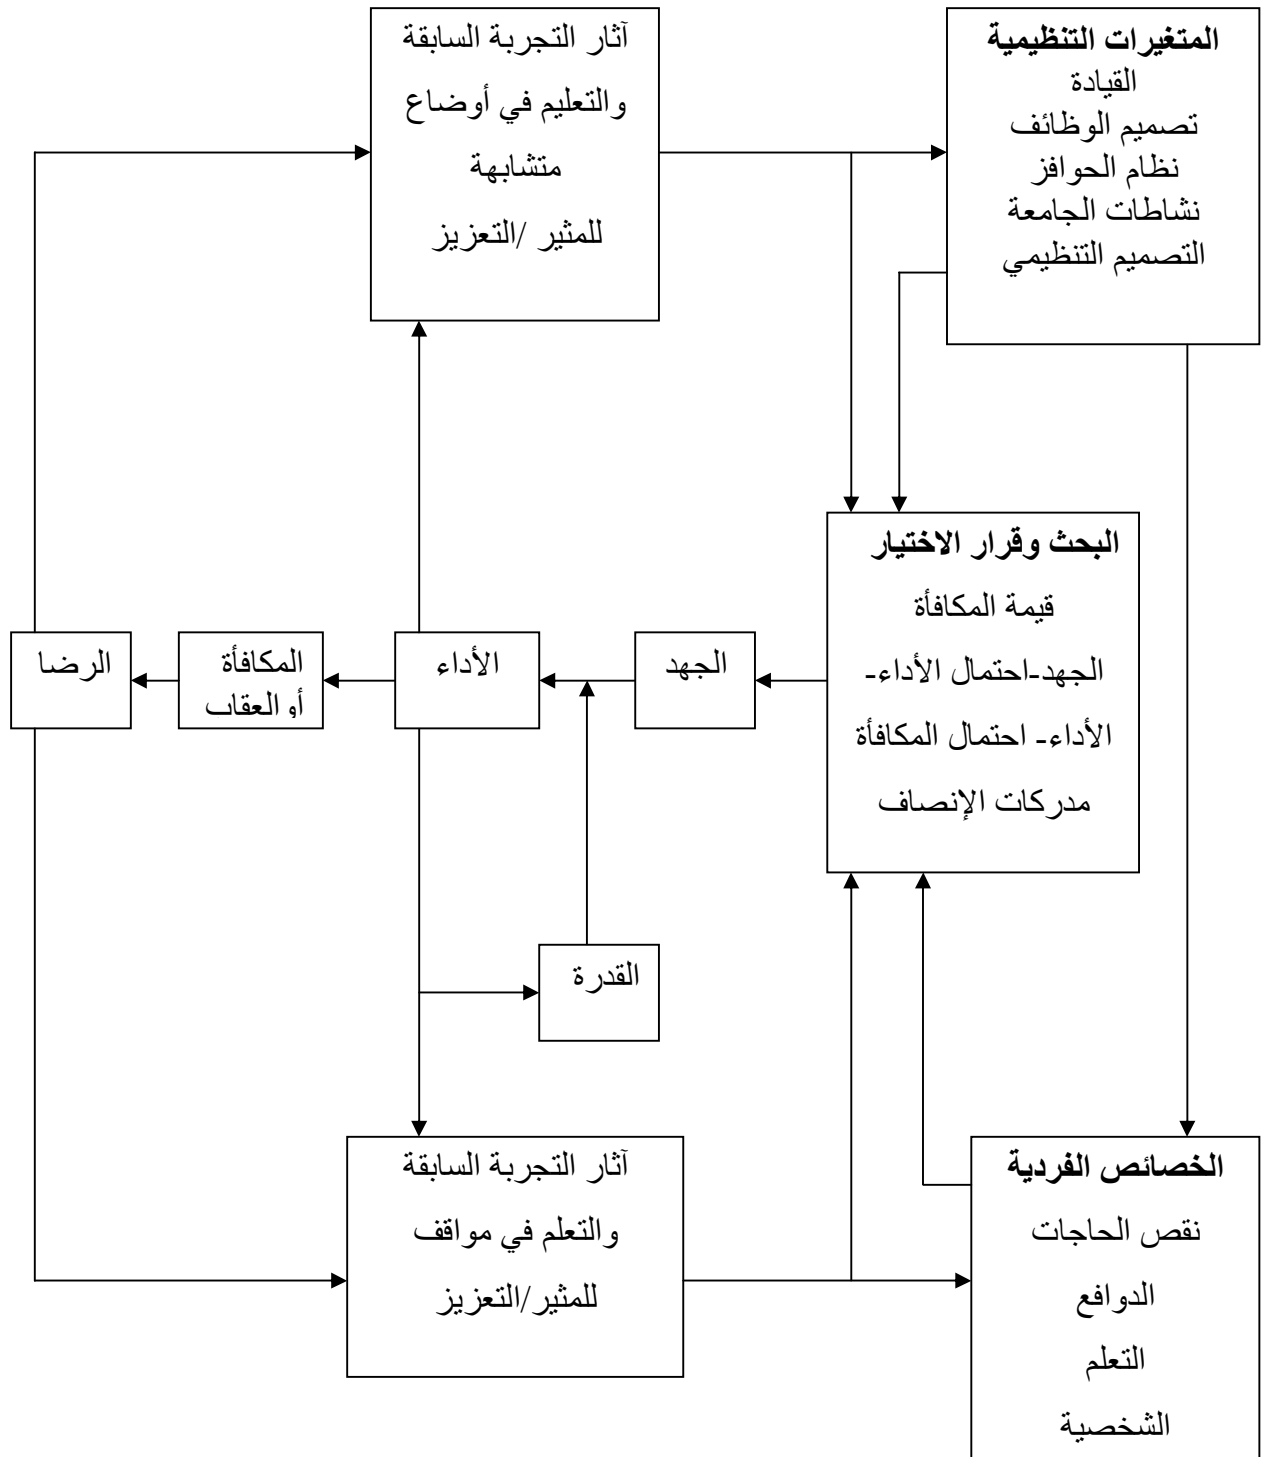 المتغيرات التنظيمية
القيادة
تصميم الوظائف
نظام الحوافز
نشاطات الجامعة
التصميم التنظيمي
آثار التجربة السابقة
والتعليم في أوضاع
متشابهة
للمثير /التعزيز
البحث وقرار الاختيار
قيمة المكافأة
الجهد-احتمال الأداء-
الأداء- احتمال المكافأة
مدركات الإنصاف
الجهد
الأداء
المكافأة
أو العقاب
الرضا
القدرة
الخصائص الفردية
نقص الحاجات
الدوافع
التعلم
الشخصية
آثار التجربة السابقة
والتعلم في مواقف
للمثير/التعزيز